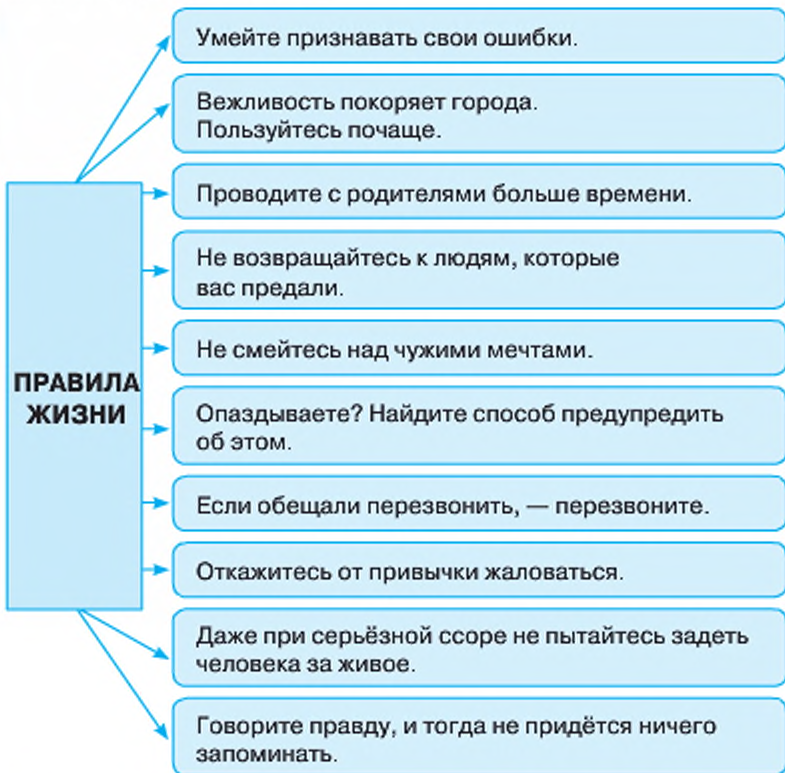 Умейте признавать свои ошибки.
Вежливость покоряет города.
Пользуйтесь почаще.
Проводите с родителями больше времени.
Не возвращайтесь к людям, которые
вас предали.
Не смейтесь над чужими мечтами.
ПРАВИЛА
ЖИЗНИ
Опаздываете? Найдите способ предупредить
об этом.
Если обещали перезвонить, — перезвоните.
Откажитесь от привычки жаловаться.
Даже при серьёзной ссоре не пытайтесь задеть
человека за живое.
Говорите правду, и тогда не придётся ничего
запоминать.